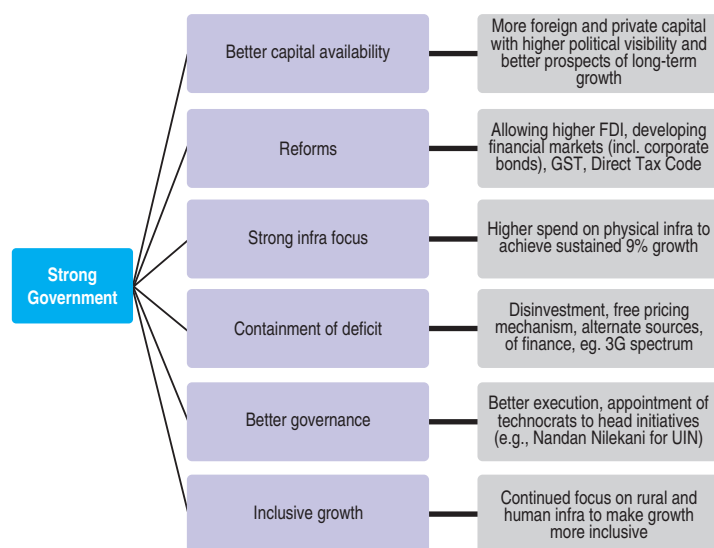 Strong
Government
Better capital availability
More foreign and private capital
with higher political visibility and
better prospects of long-term
growth
Reforms
Allowing higher FDI, developing
financial markets (incl. corporate
bonds), GST, Direct Tax Code
Strong infra focus
Higher spend on physical infra to
achieve sustained 9% growth
Containment of deficit
Disinvestment, free pricing
mechanism, alternate sources,
of finance, eg. 3G spectrum
Better governance
Better execution, appointment of
technocrats to head initiatives
(e.g., Nandan Nilekani for UIN)
Inclusive growth
Continued focus on rural and
human infra to make growth
more inclusive